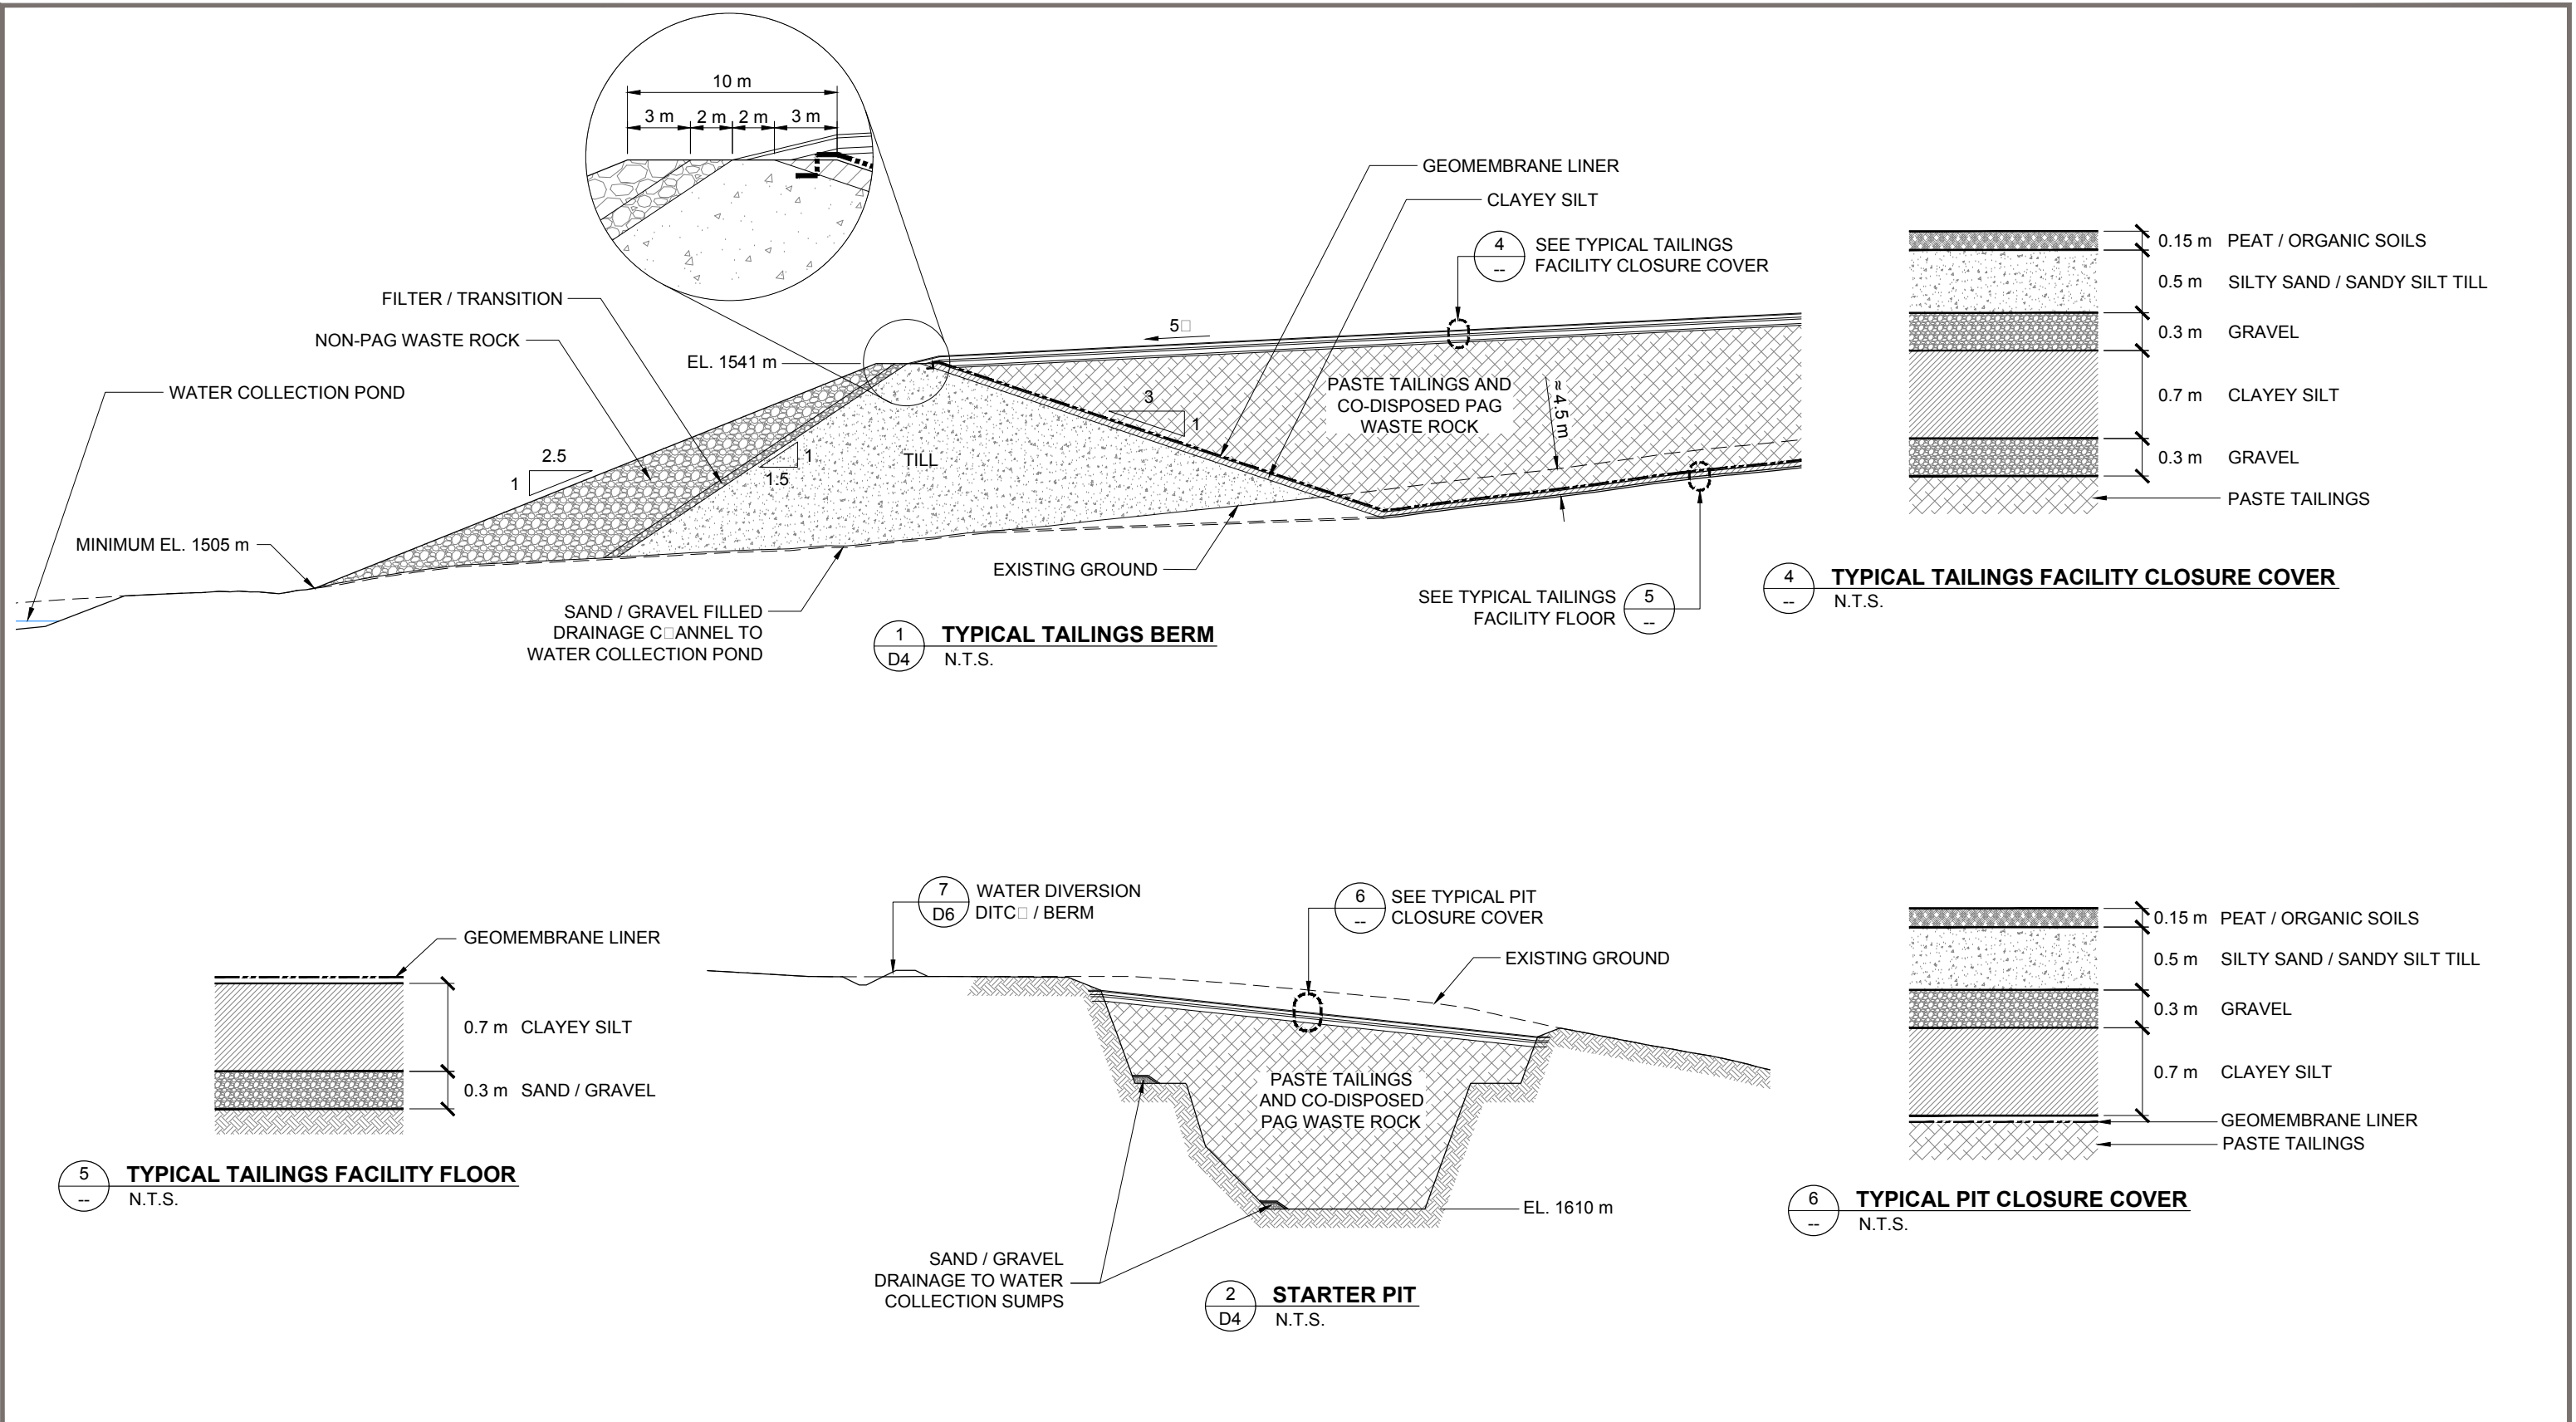 10 m
3 m
2 m
2 m
3 m
GEOMEMBRANE LINER
CLAYEY SILT
4
--
SEE TYPICAL TAILINGS
FACILITY CLOSURE COVER
FILTER / TRANSITION
NON-PAG WASTE ROCK
WATER COLLECTION POND
EL. 1541 m
5□
3
1
PASTE TAILINGS AND
CO-DISPOSED PAG
WASTE ROCK
≈4.5 m
2.5
1
1
1.5
TILL
MINIMUM EL. 1505 m
EXISTING GROUND
SAND / GRAVEL FILLED
DRAINAGE C□ANNEL TO
WATER COLLECTION POND
SEE TYPICAL TAILINGS
FACILITY FLOOR
5
--
1
D4
TYPICAL TAILINGS BERM
N.T.S.
0.15 m PEAT / ORGANIC SOILS
0.5 m SILTY SAND / SANDY SILT TILL
0.3 m GRAVEL
0.7 m CLAYEY SILT
0.3 m GRAVEL
PASTE TAILINGS
4
--
TYPICAL TAILINGS FACILITY CLOSURE COVER
N.T.S.
GEOMEMBRANE LINER
0.7 m CLAYEY SILT
0.3 m SAND / GRAVEL
5
--
TYPICAL TAILINGS FACILITY FLOOR
N.T.S.
7
D6
WATER DIVERSION
DITC□ / BERM
6
--
SEE TYPICAL PIT
CLOSURE COVER
EXISTING GROUND
PASTE TAILINGS
AND CO-DISPOSED
PAG WASTE ROCK
EL. 1610 m
SAND / GRAVEL
DRAINAGE TO WATER
COLLECTION SUMPS
2
D4
STARTER PIT
N.T.S.
0.15 m PEAT / ORGANIC SOILS
0.5 m SILTY SAND / SANDY SILT TILL
0.3 m GRAVEL
0.7 m CLAYEY SILT
GEOMEMBRANE LINER
PASTE TAILINGS
6
--
TYPICAL PIT CLOSURE COVER
N.T.S.